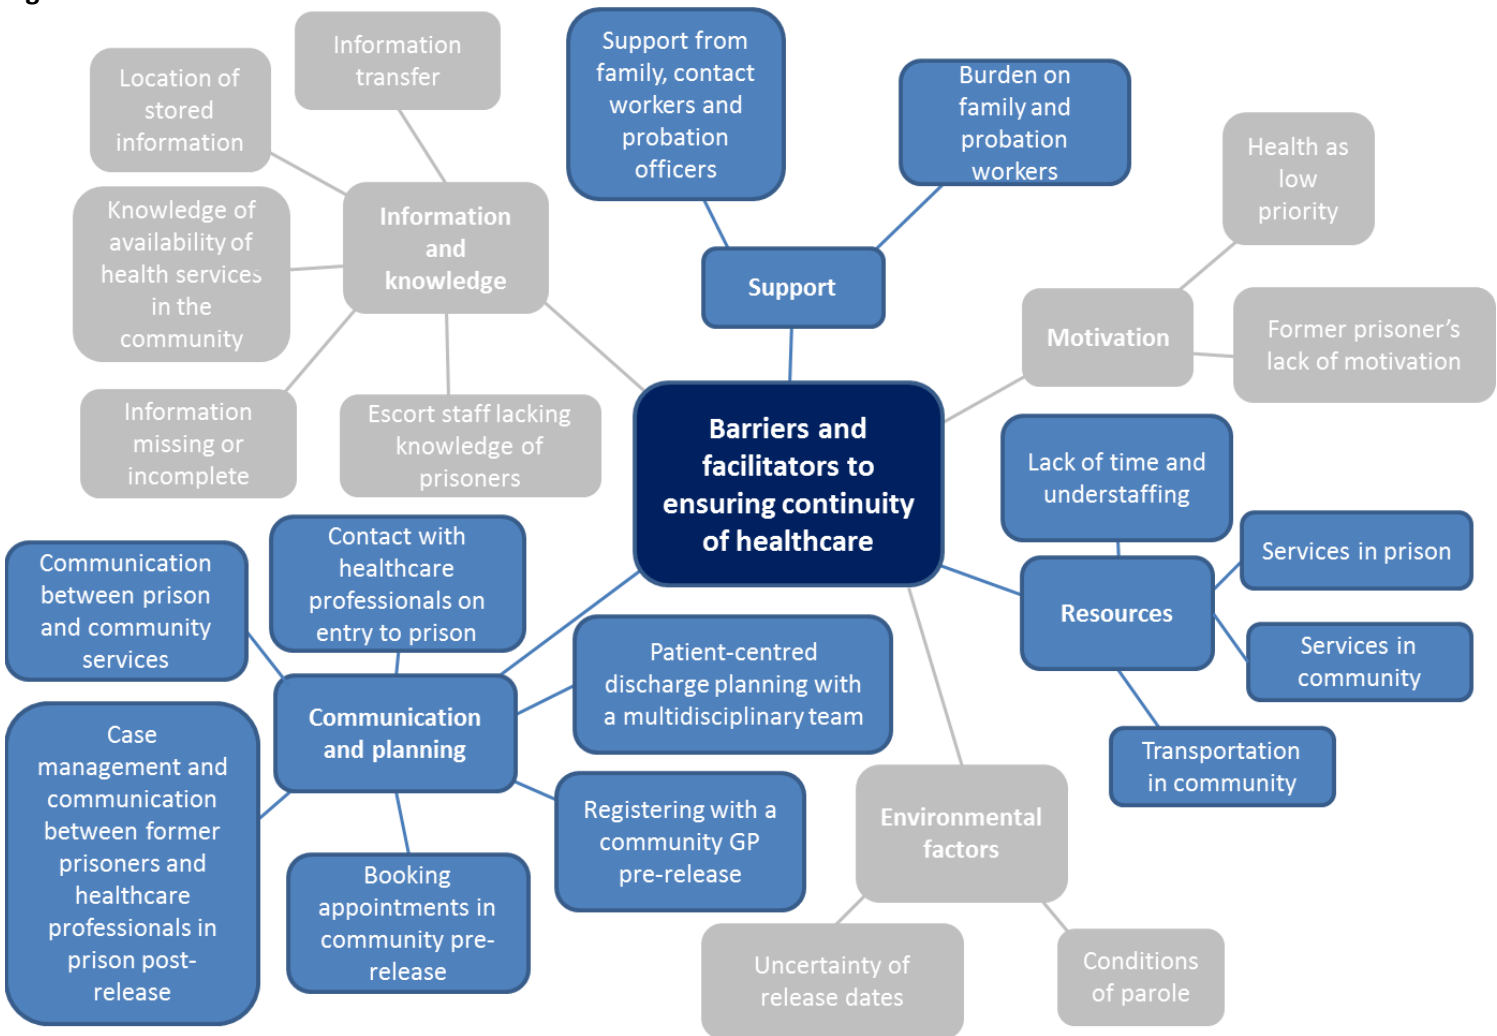 Information
transfer
Location of
stored
information
Knowledge of
availability of
health services
in the
community
Information
and
knowledge
Information
missing or
incomplete
Escort staff lacking
knowledge of
prisoners
Support from
family, contact
workers and
probation
officers
Burden on
family and
probation
workers
Support
Health as
low
priority
Motivation
Former prisoner’s
lack of motivation
Barriers and
facilitators to
ensuring continuity
of healthcare
Lack of time and
understaffing
Services in prison
Resources
Services in
community
Transportation
in community
Contact with
healthcare
professionals on
entry to prison
Communication
between prison
and community
services
Communication
and planning
Patient-centred
discharge planning with
a multidisciplinary team
Case
management and
communication
between former
prisoners and
healthcare
professionals in
prison post-
release
Booking
appointments in
community pre-
release
Registering with a
community GP
pre-release
Environmental
factors
Uncertainty of
release dates
Conditions
of parole